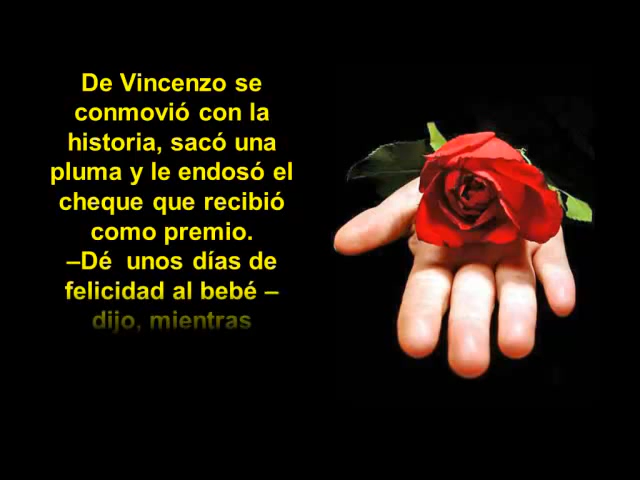 De Vincenzo se
conmovió con la
historia, sacó una
pluma y le endosó el
cheque que recibió
como premio.
–Dé  unos días de
felicidad al bebé –
dijo, mientras